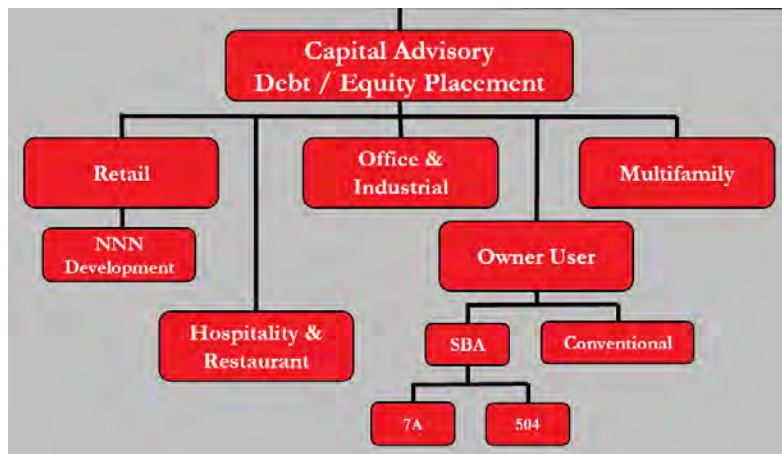 Capital Advisory
Debt / Equity Placement
Retail
Office &
Industrial
Multifamily
NNN
Development
Owner User
Hospitality &
Restaurant
SBA
Conventional
7A
504